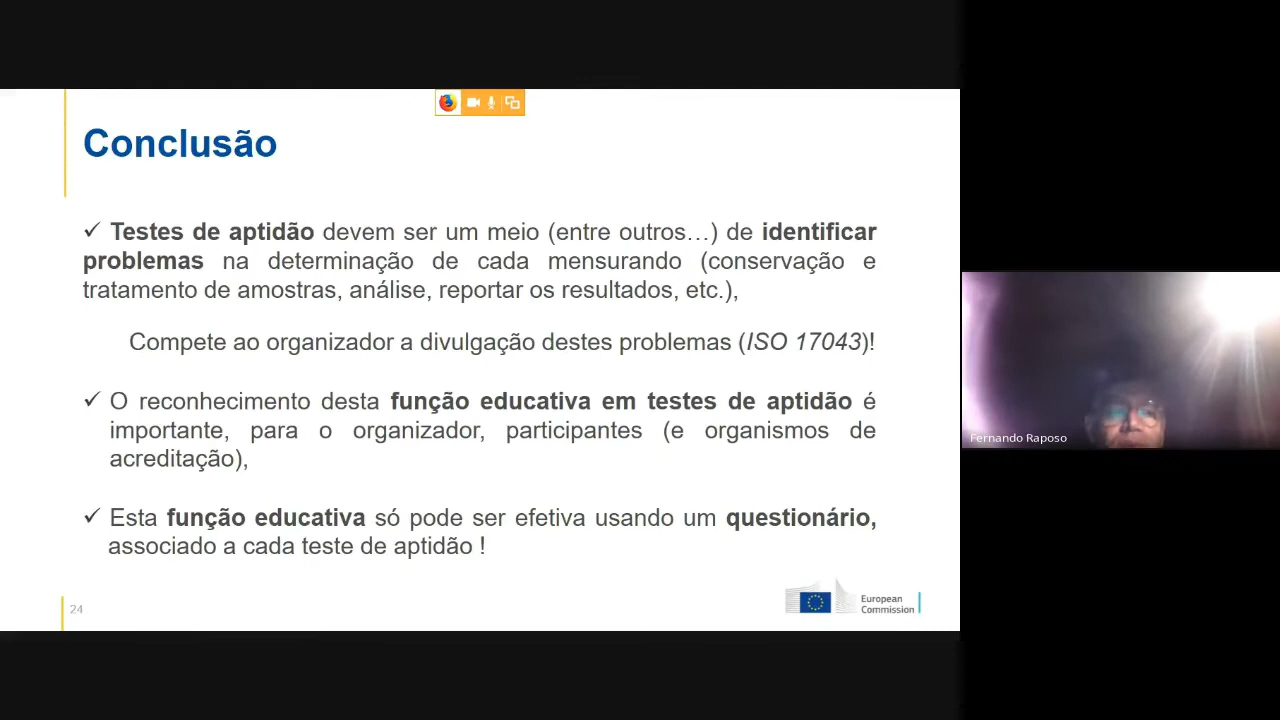 Conclusão
✓ Testes de aptidão devem ser um meio (entre outros…) de identificar
problemas na determinação de cada mensurando (conservação e
tratamento de amostras, análise, reportar os resultados, etc.),
Compete ao organizador a divulgação destes problemas (ISO 17043)!
✓ O reconhecimento desta função educativa em testes de aptidão é
importante, para o organizador, participantes (e organismos de
acreditação),
✓ Esta função educativa só pode ser efetiva usando um questionário,
associado a cada teste de aptidão !
24
European
Commission
Fernando Raposo